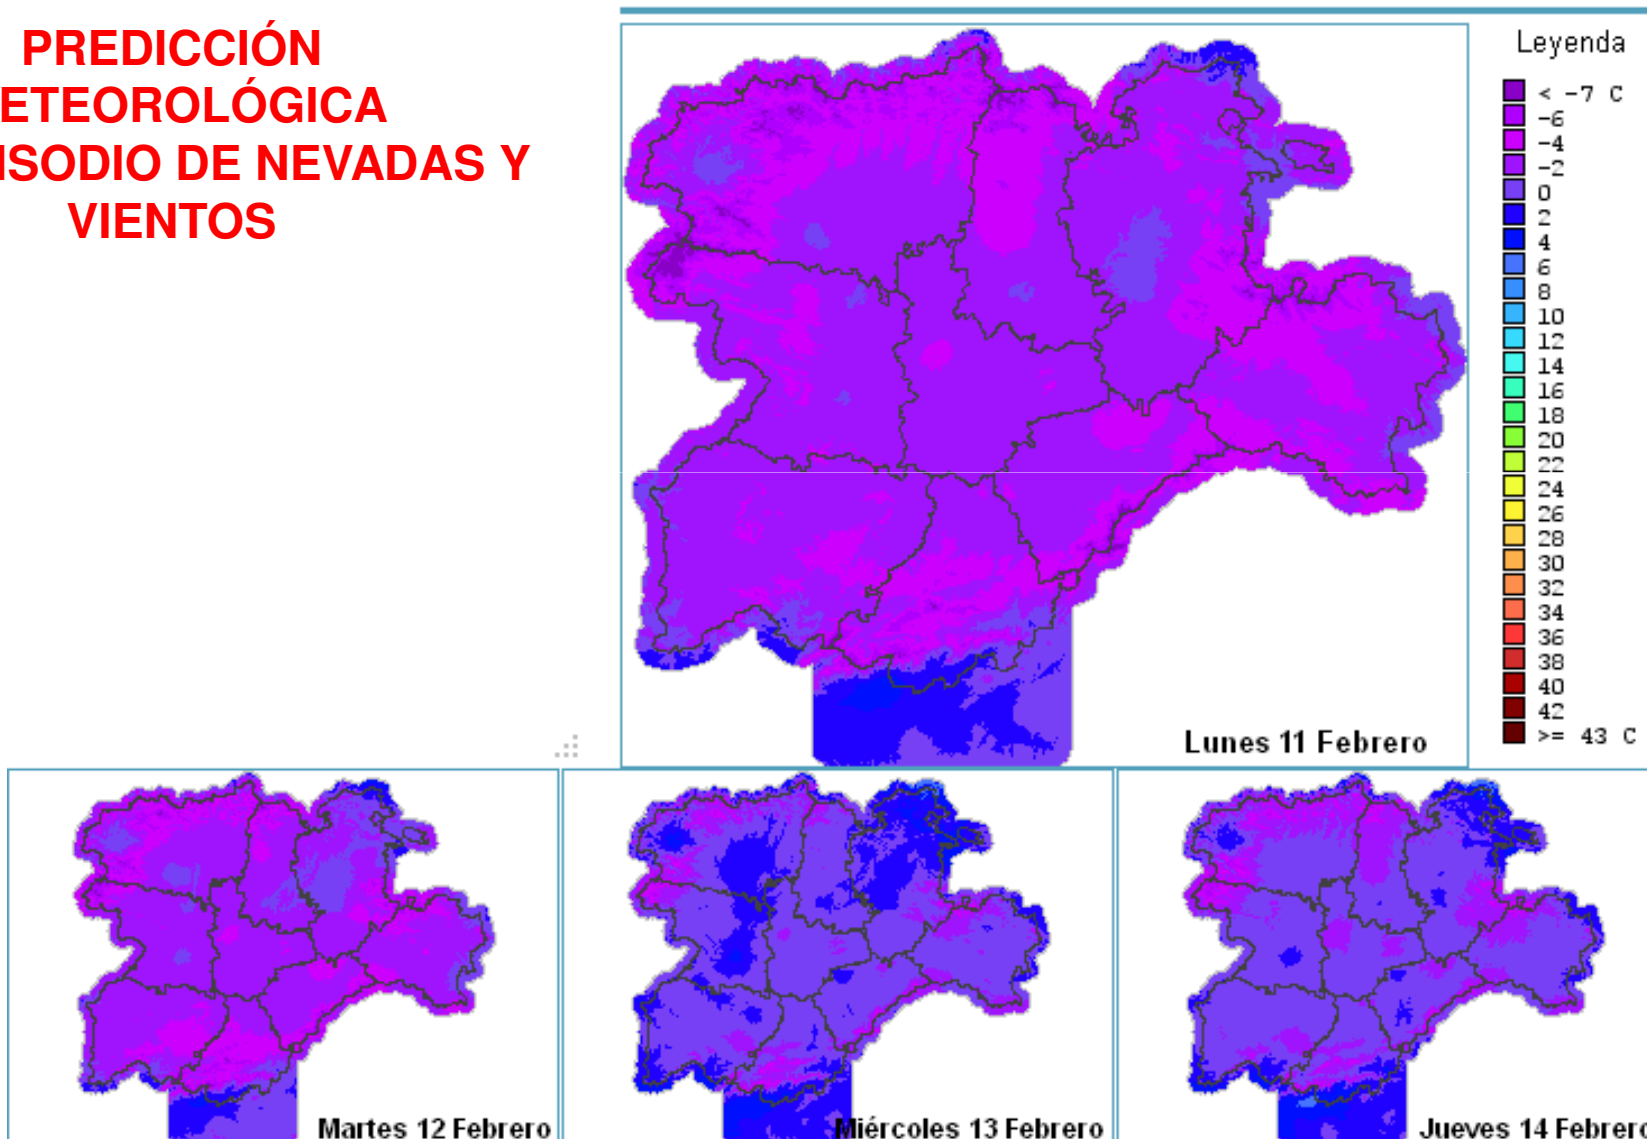 PREDICCIÓN
ETEOROLÓGICA
ISODIO DE NEVADAS Y
VIENTOS
Leyenda
< -7 C
-6
-4
-2
0
2
4
6
8
10
12
14
16
18
20
22
24
26
28
30
32
34
36
38
40
42
>= 43 C
Lunes 11 Febrero
Martes 12 Febrero
Miércoles 13 Febrero
Jueves 14 Febrero